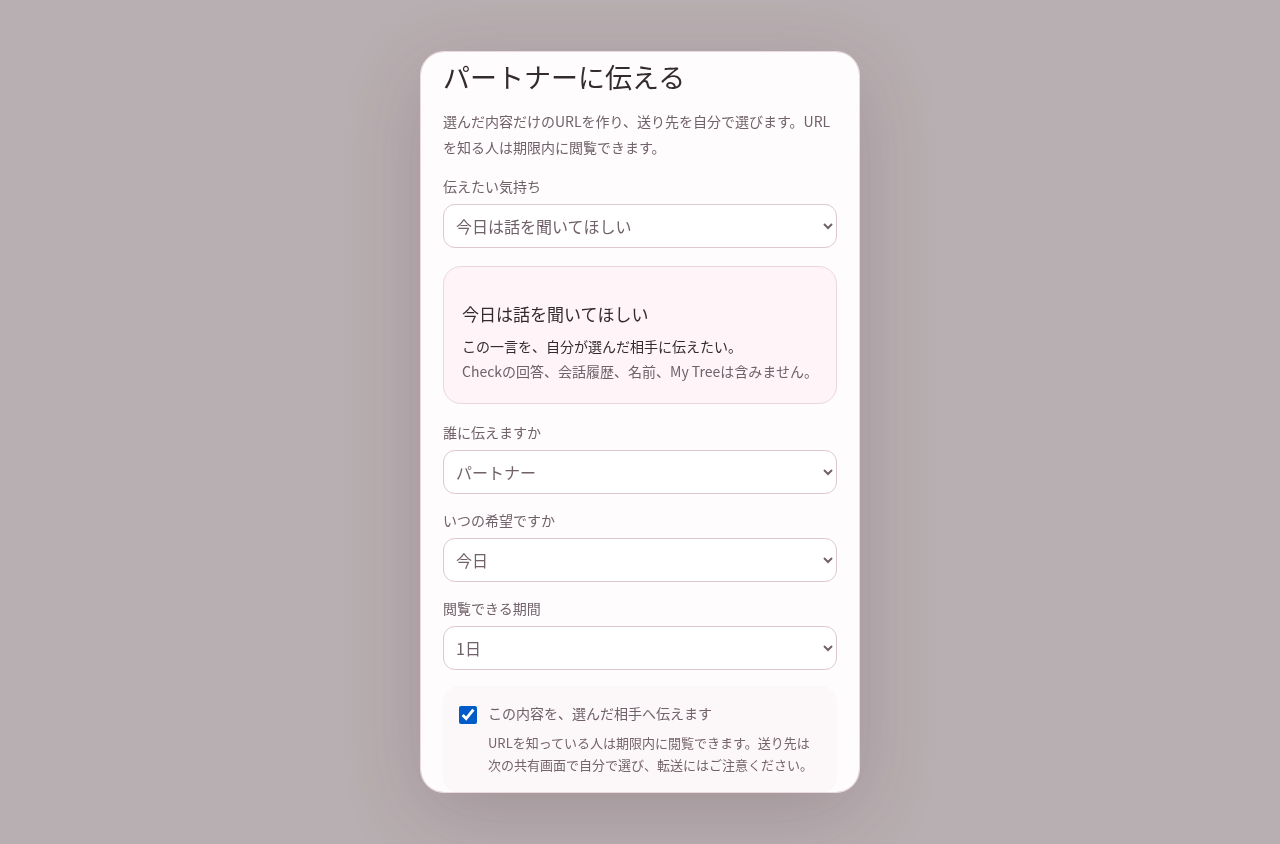 パートナーに伝える
選んだ内容だけのURLを作り、送り先を自分で選びます。URL
を知る人は期限内に閲覧できます。
伝えたい気持ち
今日は話を聞いてほしい
今日は話を聞いてほしい
この一言を、自分が選んだ相手に伝えたい。
Checkの回答、会話履歴、名前、My Treeは含みません。
誰に伝えますか
パートナー
いつの希望ですか
今日
閲覧できる期間
1日
この内容を、選んだ相手へ伝えます
URLを知っている人は期限内に閲覧できます。送り先は
次の共有画面で自分で選び、転送にはご注意ください。